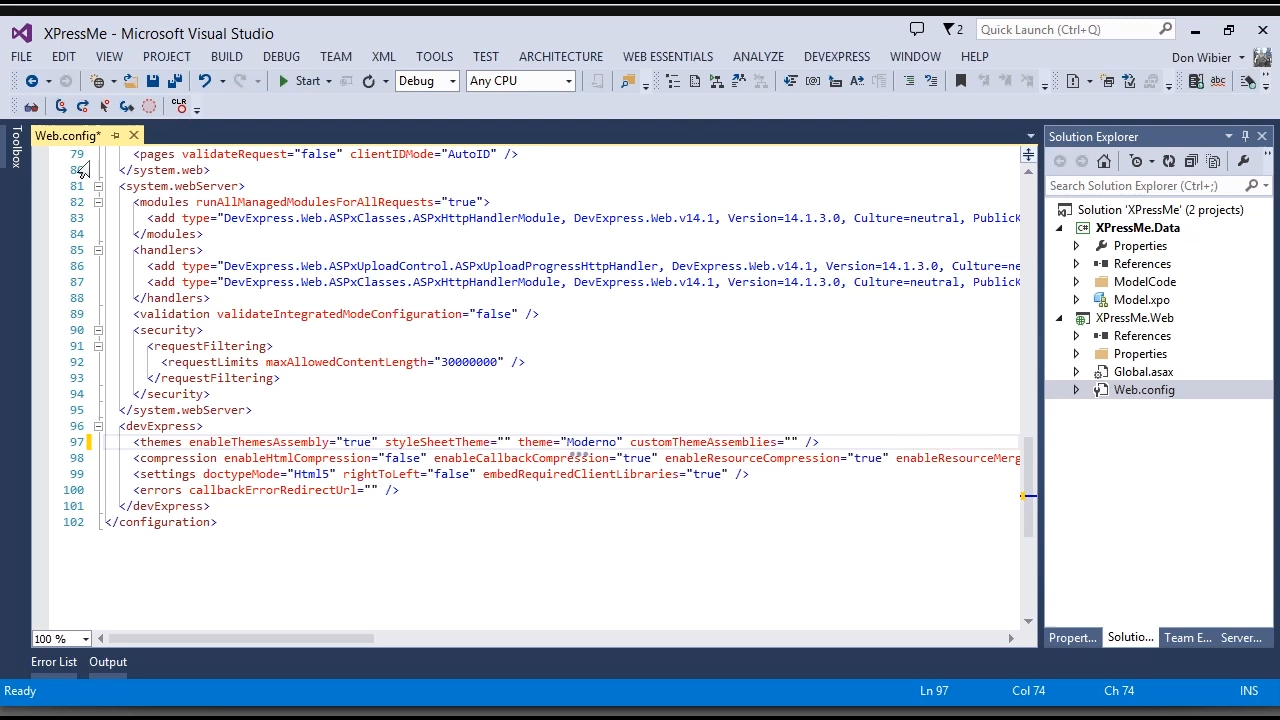 XPressMe - Microsoft Visual Studio
2
Quick Launch (Ctrl+Q)
FILE EDIT VIEW PROJECT BUILD DEBUG TEAM XML TOOLS TEST ARCHITECTURE WEB ESSENTIALS ANALYZE DEVEXPRESS WINDOW HELP
Don Wibier
Start Debug Any CPU
abc
CLR
Web.config*
Toolbox
79 <pages validateRequest="false" clientIDMode="AutoID" />
</system.web>
81 <system.webServer>
82 <modules runAllManagedModulesForAllRequests="true">
83 <add type="DevExpress.Web.ASPxClasses.ASPxHttpHandlerModule, DevExpress.Web.v14.1, Version=14.1.3.0, Culture=neutral, PublicK
84 </modules>
85 <handlers>
86 <add type="DevExpress.Web.ASPxUploadControl.ASPxUploadProgressHttpHandler, DevExpress.Web.v14.1, Version=14.1.3.0, Culture=ne
87 <add type="DevExpress.Web.ASPxClasses.ASPxHttpHandlerModule, DevExpress.Web.v14.1, Version=14.1.3.0, Culture=neutral, PublicK
88 </handlers>
89 <validation validateIntegratedModeConfiguration="false" />
90 <security>
91 <requestFiltering>
92 <requestLimits maxAllowedContentLength="30000000" />
93 </requestFiltering>
94 </security>
95 </system.webServer>
96 <devExpress>
97 <themes enableThemesAssembly="true" styleSheetTheme="" theme="Moderno" customThemeAssemblies="" />
98 <compression enableHtmlCompression="false" enableCallbackCompression="true" enableResourceCompression="true" enableResourceMerg
99 <settings doctypeMode="Html5" rightToLeft="false" embedRequiredClientLibraries="true" />
100 <errors callbackErrorRedirectUrl="" />
101 </devExpress>
102 </configuration>
100 %
Solution Explorer
Search Solution Explorer (Ctrl+;)
Solution 'XPressMe' (2 projects)
XPressMe.Data
Properties
References
ModelCode
Model.xpo
XPressMe.Web
References
Properties
Global.asax
Web.config
Propert... Solutio... Team E... Server...
Error List Output
Ready Ln 97 Col 74 Ch 74 INS